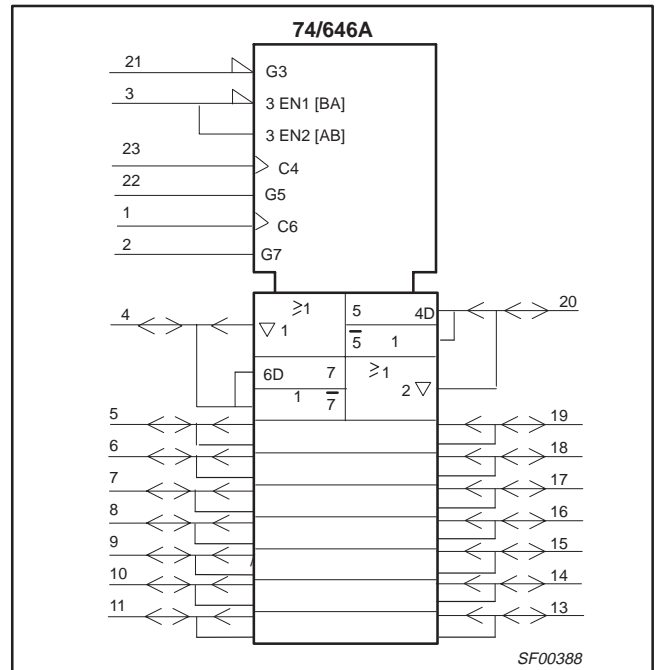 74/646A
21 G3
3 3 EN1 [BA]
3 EN2 [AB]
23 C4
22 G5
1 C6
2 G7
4 ≥1 5 4D 20
▽ 1 5̅ 1
6D 7 ≥1
1 7̅ 2 ▽
5 19
6 18
7 17
8 16
9 15
10 14
11 13
SF00388